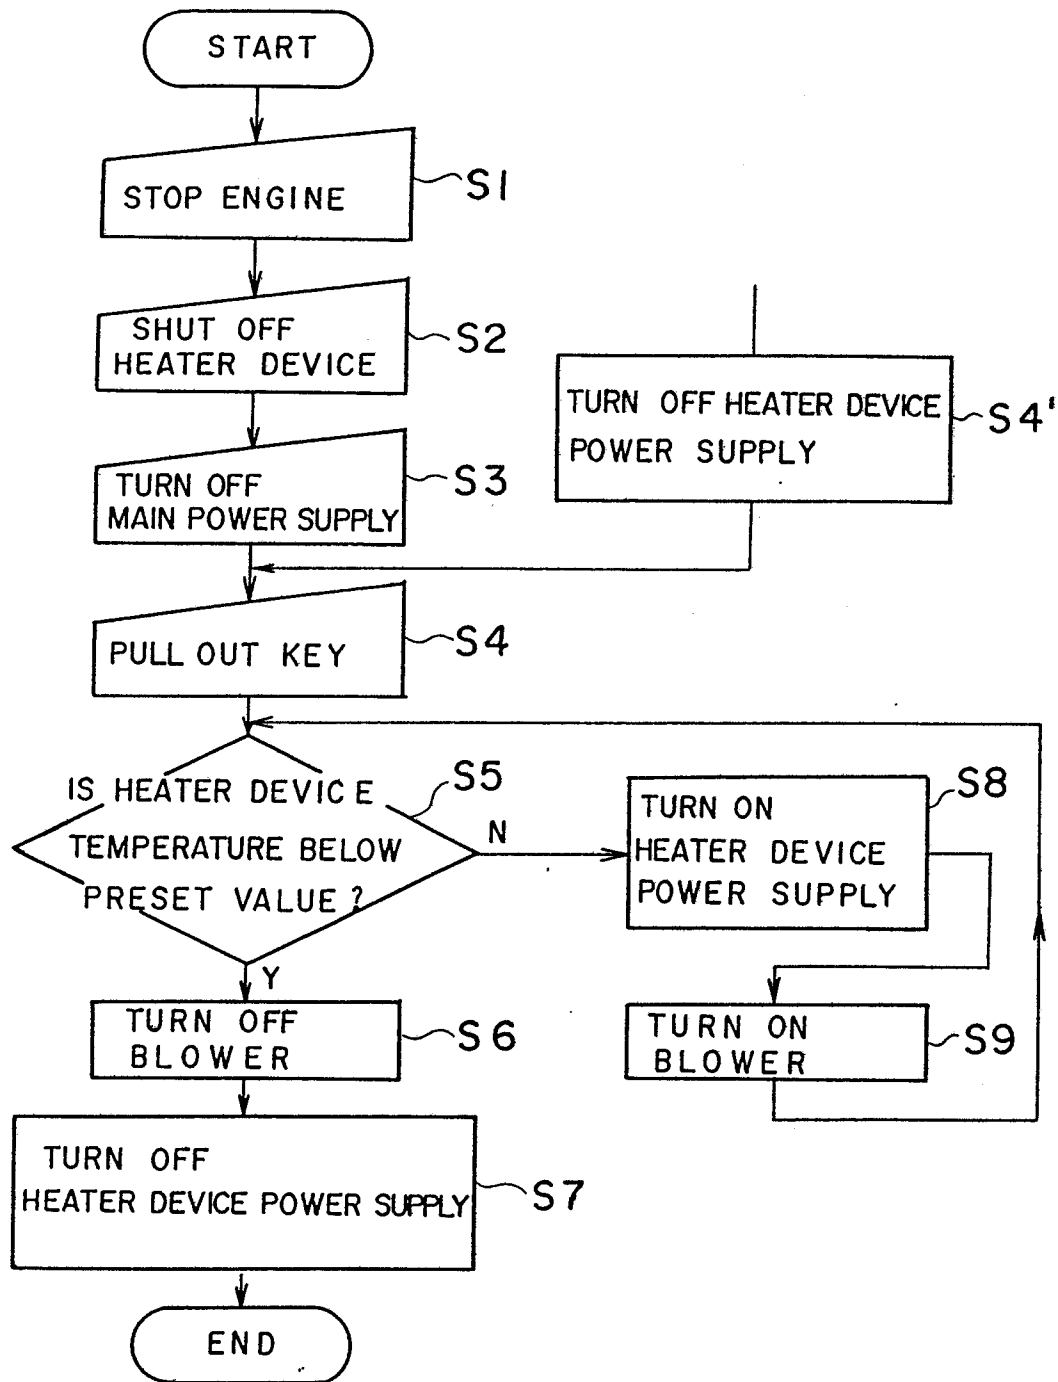 START
STOP ENGINE
S1
SHUT OFF
HEATER DEVICE
S2
TURN OFF HEATER DEVICE
POWER SUPPLY
S4'
TURN OFF
MAIN POWER SUPPLY
S3
PULL OUT KEY
S4
IS HEATER DEVICE
TEMPERATURE BELOW
PRESET VALUE?
S5
N
Y
TURN ON
HEATER DEVICE
POWER SUPPLY
S8
TURN OFF
BLOWER
S6
TURN ON
BLOWER
S9
TURN OFF
HEATER DEVICE POWER SUPPLY
S7
END